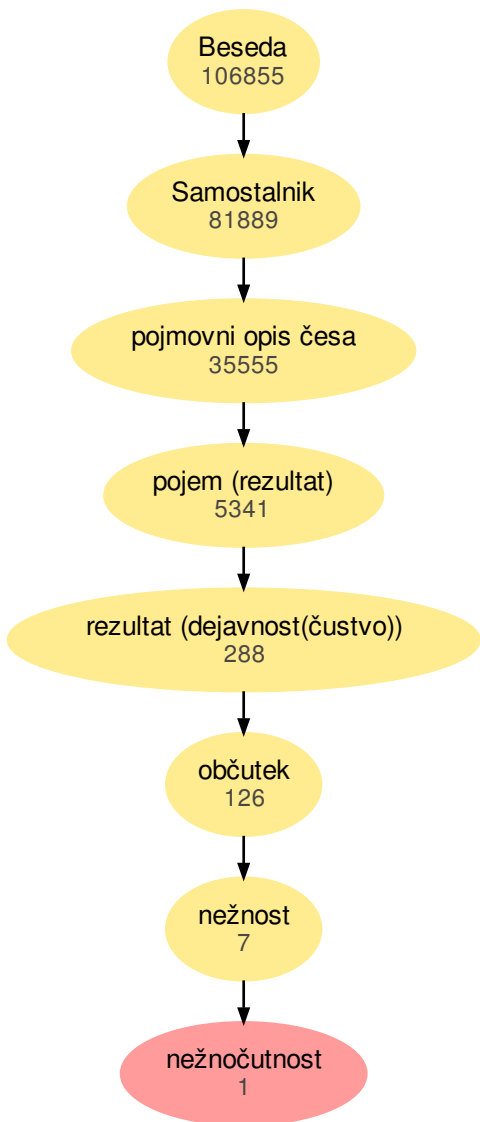 Beseda
106855
Samostalnik
81889
pojmovni opis česa
35555
pojem (rezultat)
5341
rezultat (dejavnost(čustvo))
288
občutek
126
nežnost
7
nežnočutnost
1